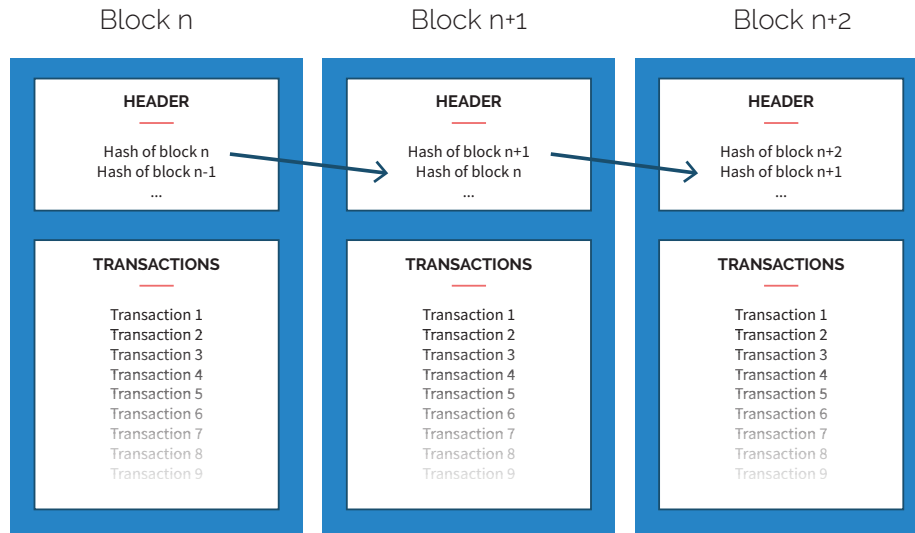 Block n
HEADER
Hash of block n
Hash of block n-1
...
TRANSACTIONS
Transaction 1
Transaction 2
Transaction 3
Transaction 4
Transaction 5
Transaction 6
Transaction 7
Transaction 8
Transaction 9
Block n+1
HEADER
Hash of block n+1
Hash of block n
...
TRANSACTIONS
Transaction 1
Transaction 2
Transaction 3
Transaction 4
Transaction 5
Transaction 6
Transaction 7
Transaction 8
Transaction 9
Block n+2
HEADER
Hash of block n+2
Hash of block n+1
...
TRANSACTIONS
Transaction 1
Transaction 2
Transaction 3
Transaction 4
Transaction 5
Transaction 6
Transaction 7
Transaction 8
Transaction 9